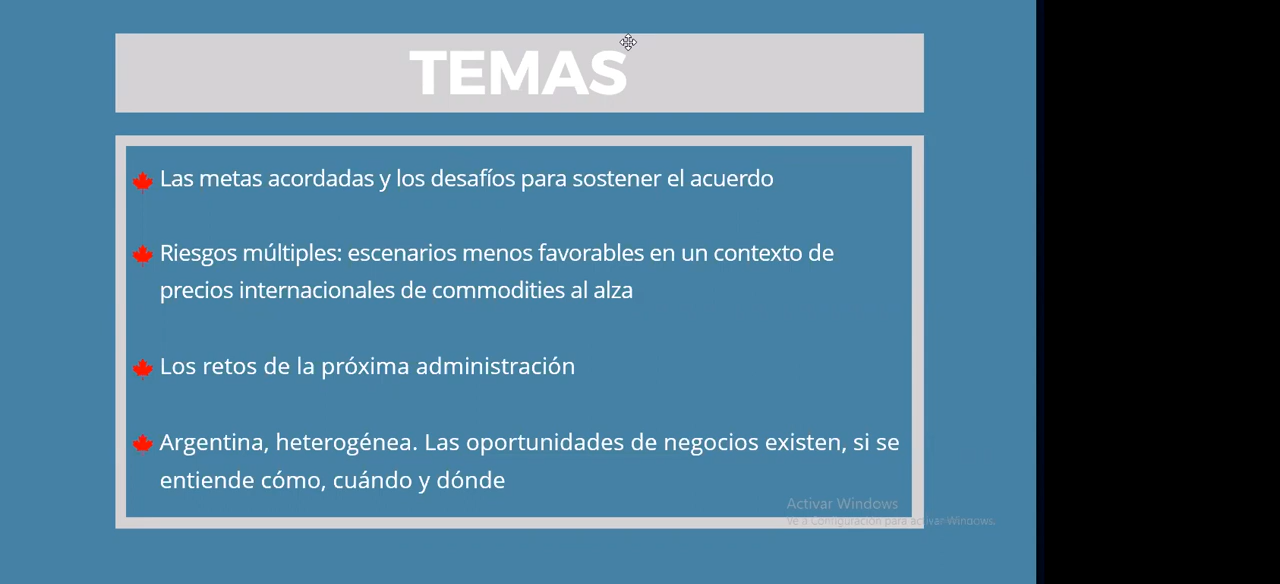 TEMAS
Las metas acordadas y los desafíos para sostener el acuerdo
Riesgos múltiples: escenarios menos favorables en un contexto de
precios internacionales de commodities al alza
Los retos de la próxima administración
Argentina, heterogénea. Las oportunidades de negocios existen, si se
entiende cómo, cuándo y dónde
Activar Windows
Ve a Configuración para activar Windows.